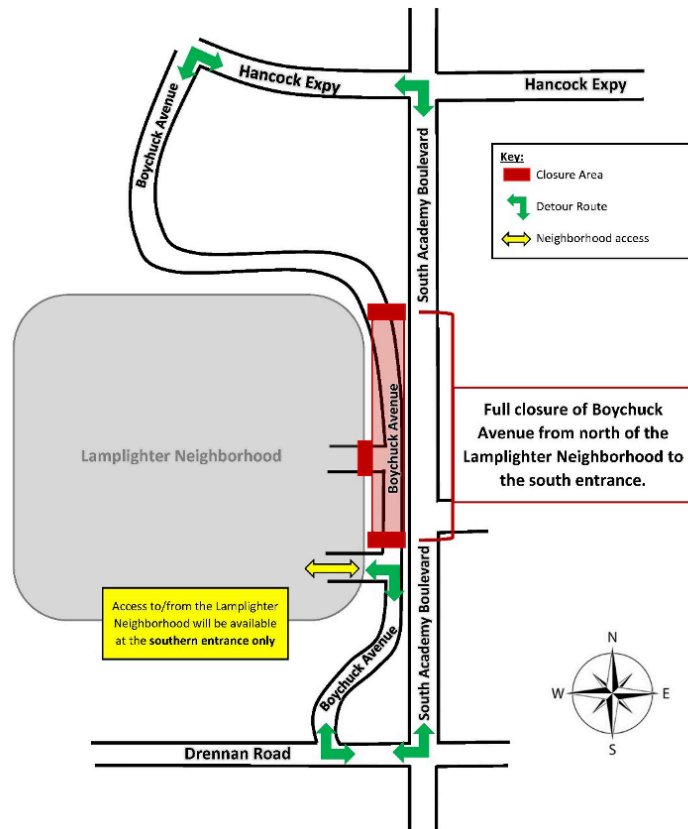 Hancock Expy
Hancock Expy
Boychuck Avenue
South Academy Boulevard
Key:
Closure Area
Detour Route
Neighborhood access
Lamplighter Neighborhood
Boychuck Avenue
Full closure of Boychuck
Avenue from north of the
Lamplighter Neighborhood to
the south entrance.
Access to/from the Lamplighter
Neighborhood will be available
at the southern entrance only
Boychuck Avenue
South Academy Boulevard
N
W
E
S
Drennan Road